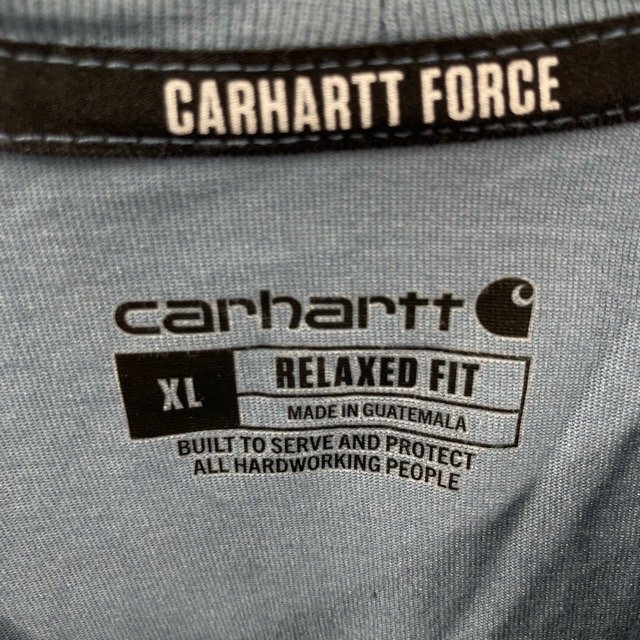 CARHARTT FORCE
carhartt
XL
RELAXED FIT
MADE IN GUATEMALA
BUILT TO SERVE AND PROTECT
ALL HARDWORKING PEOPLE